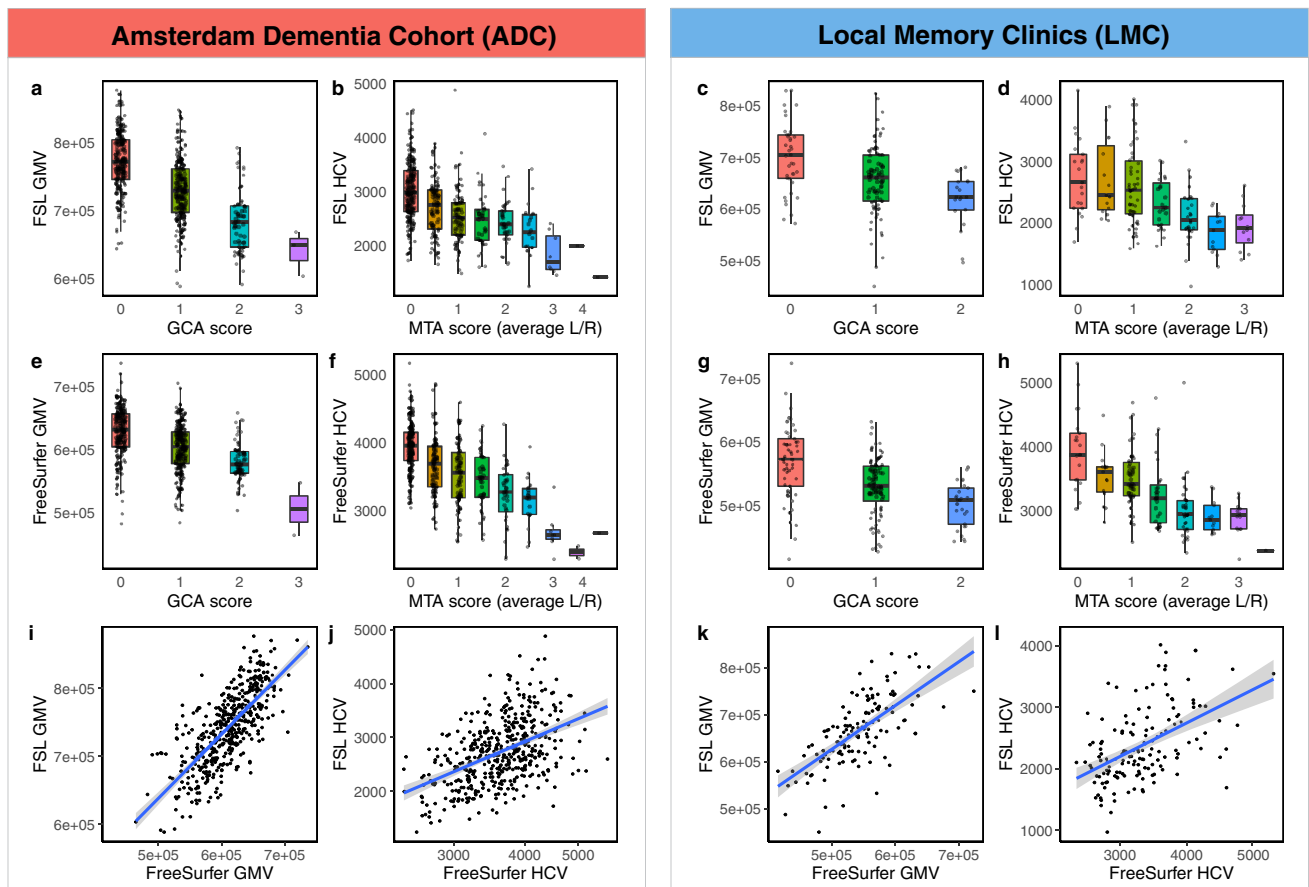 Amsterdam Dementia Cohort (ADC)
Local Memory Clinics (LMC)
a
FSL GMV
8e+05
7e+05
6e+05
0 1 2 3
GCA score
b
FSL HCV
5000
4000
3000
2000
0 1 2 3 4
MTA score (average L/R)
c
FSL GMV
8e+05
7e+05
6e+05
5e+05
0 1 2
GCA score
d
FSL HCV
4000
3000
2000
1000
0 1 2 3
MTA score (average L/R)
e
FreeSurfer GMV
7e+05
6e+05
5e+05
0 1 2 3
GCA score
f
FreeSurfer HCV
5000
4000
3000
0 1 2 3 4
MTA score (average L/R)
g
FreeSurfer GMV
7e+05
6e+05
5e+05
0 1 2
GCA score
h
FreeSurfer HCV
5000
4000
3000
0 1 2 3
MTA score (average L/R)
i
FSL GMV
8e+05
7e+05
6e+05
5e+05 6e+05 7e+05
FreeSurfer GMV
j
FSL HCV
5000
4000
3000
2000
3000 4000 5000
FreeSurfer HCV
k
FSL GMV
8e+05
7e+05
6e+05
5e+05
5e+05 6e+05 7e+05
FreeSurfer GMV
l
FSL HCV
4000
3000
2000
1000
3000 4000 5000
FreeSurfer HCV